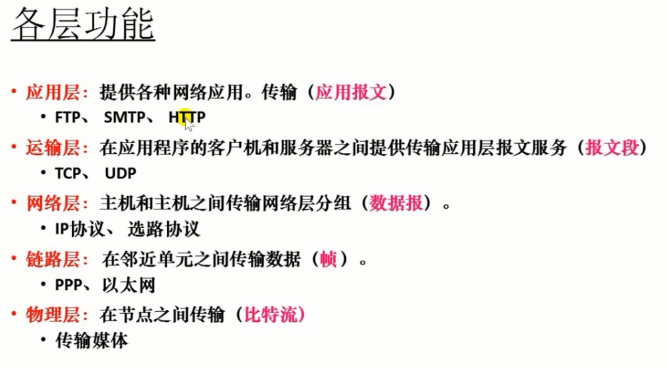 各层功能
• 应用层：提供各种网络应用。传输（应用报文）
• FTP、 SMTP、 HTTP
• 运输层：在应用程序的客户机和服务器之间提供传输应用层报文服务（报文段）
• TCP、 UDP
• 网络层：主机和主机之间传输网络层分组（数据报）。
• IP协议、 选路协议
• 链路层：在邻近单元之间传输数据（帧）。
• PPP、以太网
• 物理层：在节点之间传输（比特流）
• 传输媒体